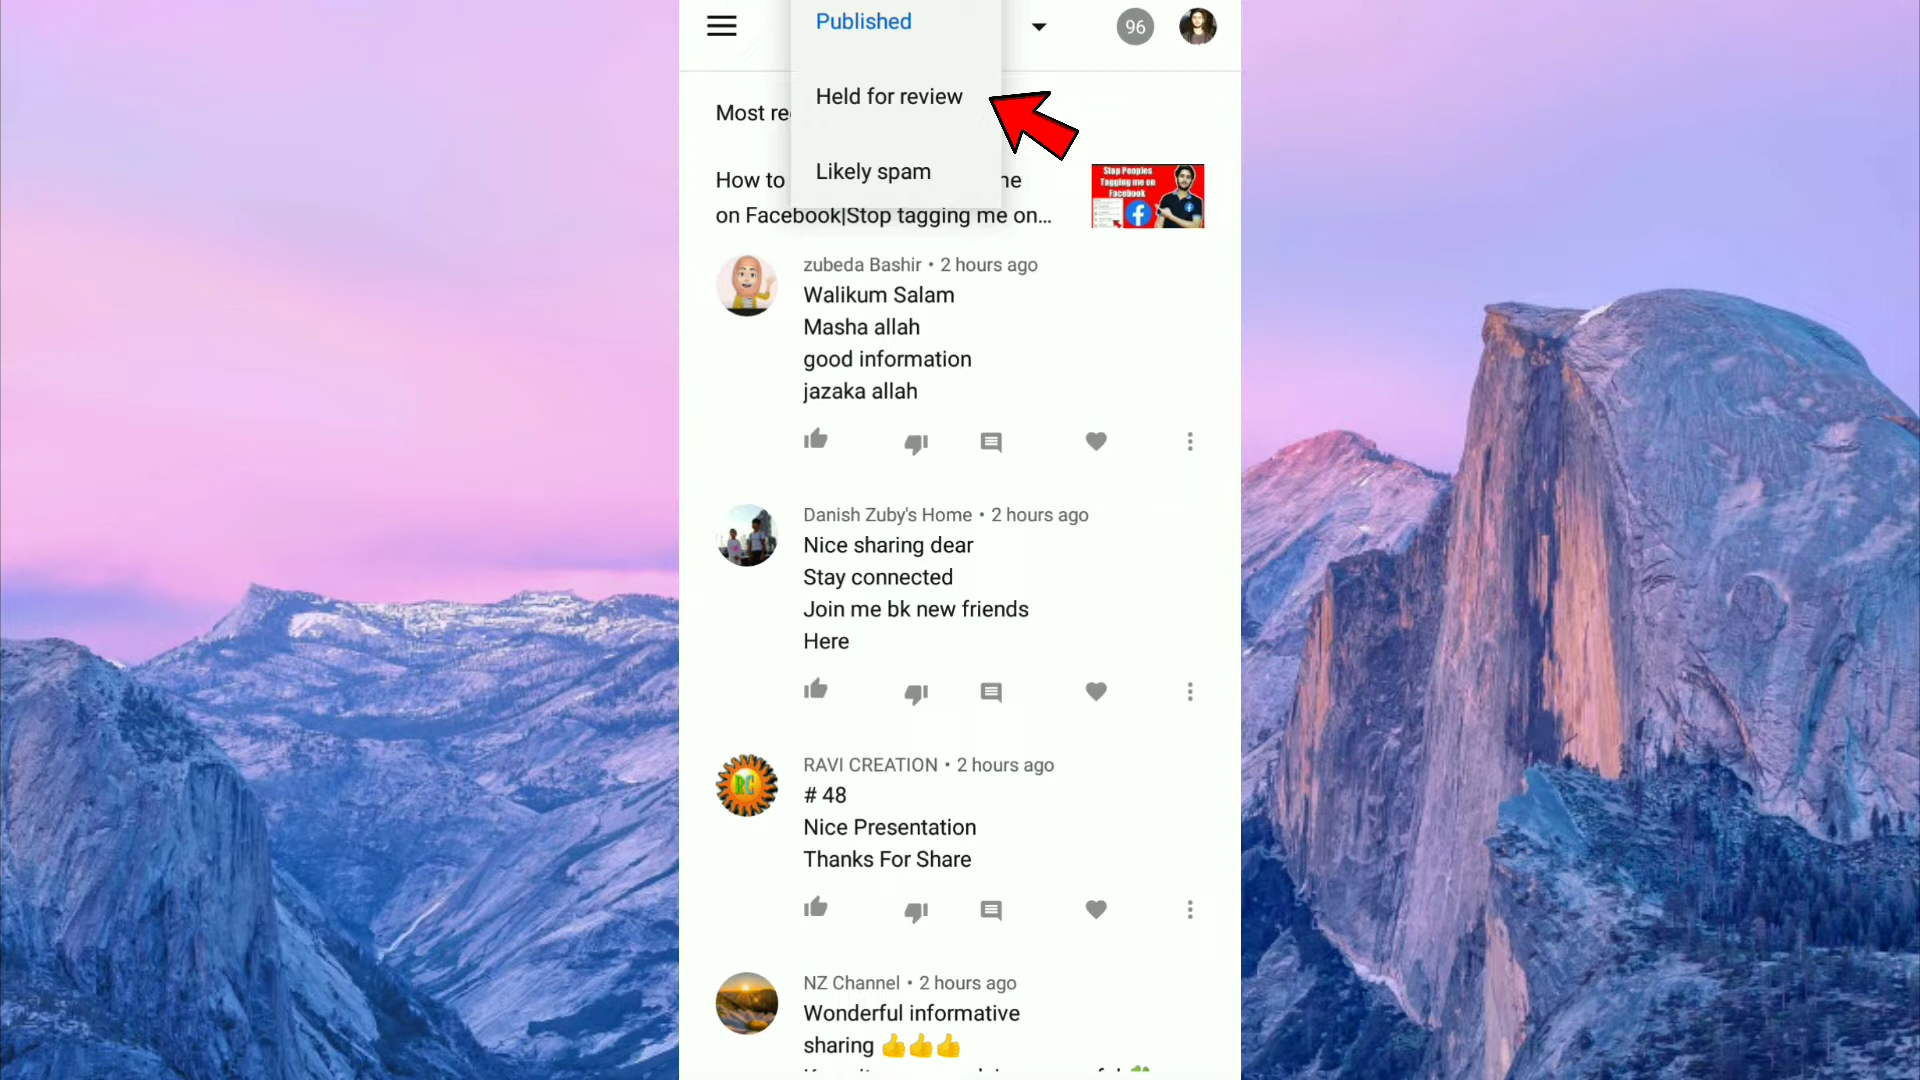 Published
96
Held for review
Most re
Likely spam
How to
ne
on Facebook|Stop tagging me on...
Stop Peoples
Tagging me on
Facebook
zubeda Bashir • 2 hours ago
Walikum Salam
Masha allah
good information
jazaka allah
Danish Zuby's Home • 2 hours ago
Nice sharing dear
Stay connected
Join me bk new friends
Here
RC
RAVI CREATION • 2 hours ago
# 48
Nice Presentation
Thanks For Share
NZ Channel • 2 hours ago
Wonderful informative
sharing 👍👍👍